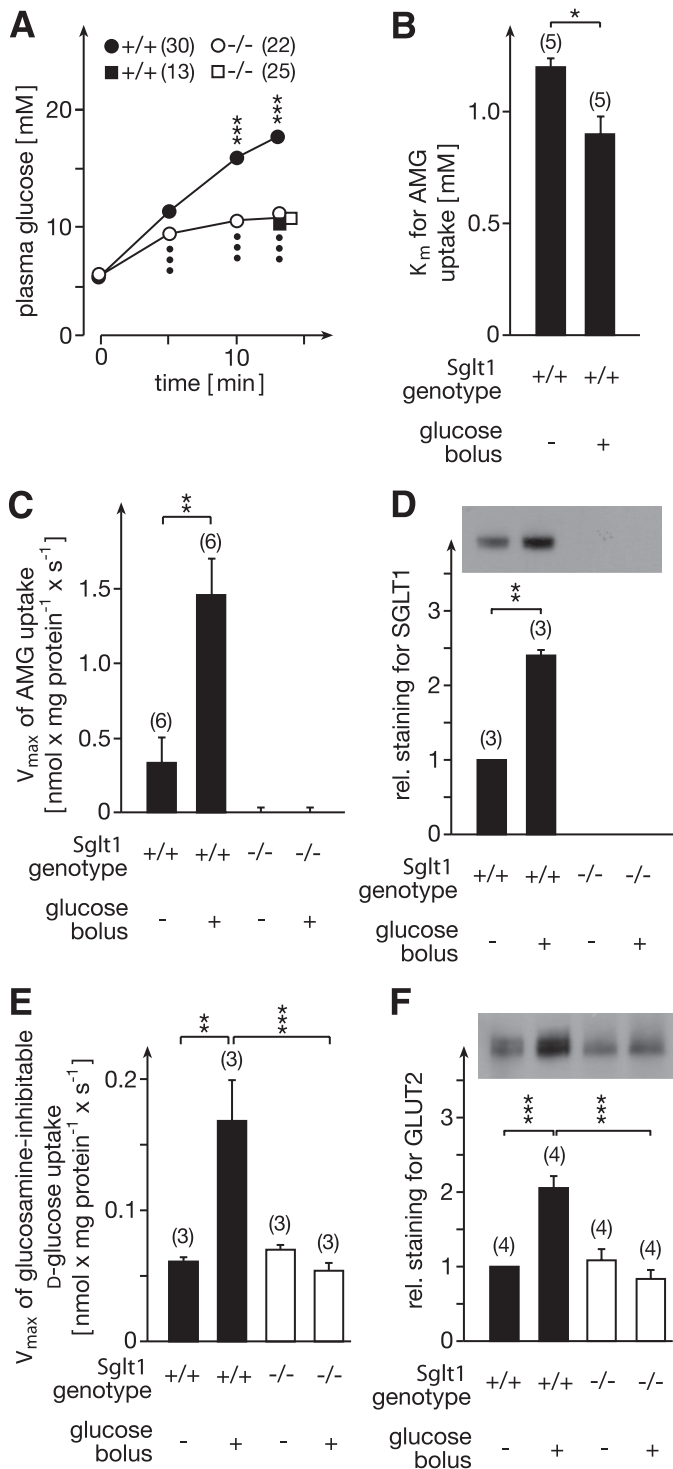 A
+/+ (30) -/- (22)
+/+ (13) -/- (25)
***
***
plasma glucose [mM]
20
10
0
0 10
time [min]
B
*
(5)
(5)
Km for AMG
uptake [mM]
1.0
0.5
0
Sglt1
genotype
+/+ +/+
glucose
bolus
- +
C
**
(6)
(6)
Vmax of AMG uptake
[nmol x mg protein-1 x s-1]
1.5
1.0
0.5
0
Sglt1
genotype
+/+ +/+ -/- -/-
glucose
bolus
- + - +
D
**
(3)
(3)
rel. staining for SGLT1
3
2
1
0
Sglt1
genotype
+/+ +/+ -/- -/-
glucose
bolus
- + - +
E
** ***
(3)
(3) (3) (3)
Vmax of glucosamine-inhibitable
D-glucose uptake
[nmol x mg protein-1 x s-1]
0.2
0.1
0
Sglt1
genotype
+/+ +/+ -/- -/-
glucose
bolus
- + - +
F
*** ***
(4)
(4) (4) (4)
rel. staining for GLUT2
3
2
1
0
Sglt1
genotype
+/+ +/+ -/- -/-
glucose
bolus
- + - +